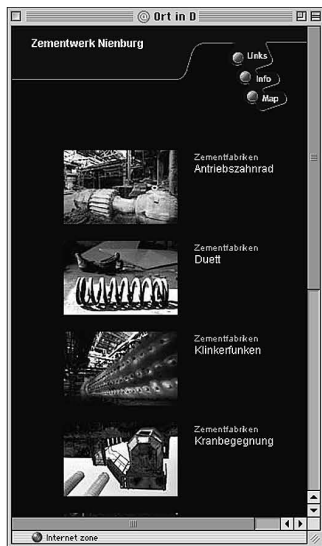 Ort in D
Zementwerk Nienburg
Links
Info
Map
Zementfabriken
Antriebszahnrad
Zementfabriken
Duett
Zementfabriken
Klinkerfunken
Zementfabriken
Kranbegegnung
Internet zone